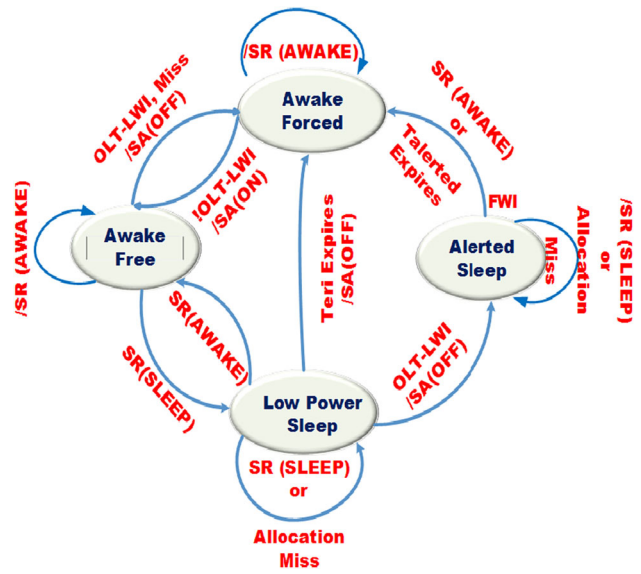 /SR (AWAKE)
Awake
Forced
OLT-LWI, Miss
/SA(OFF)
!OLT-LWI
/SA(ON)
SR (AWAKE)
or
Talerted
Expires
FWI
/SR (AWAKE)
Awake
Free
Teri Expires
/SA(OFF)
Alerted
Sleep
Miss
Allocation
or
/SR (SLEEP)
SR(AWAKE)
SR(SLEEP)
OLT-LWI
/SA(OFF)
Low Power
Sleep
SR (SLEEP)
or
Allocation
Miss